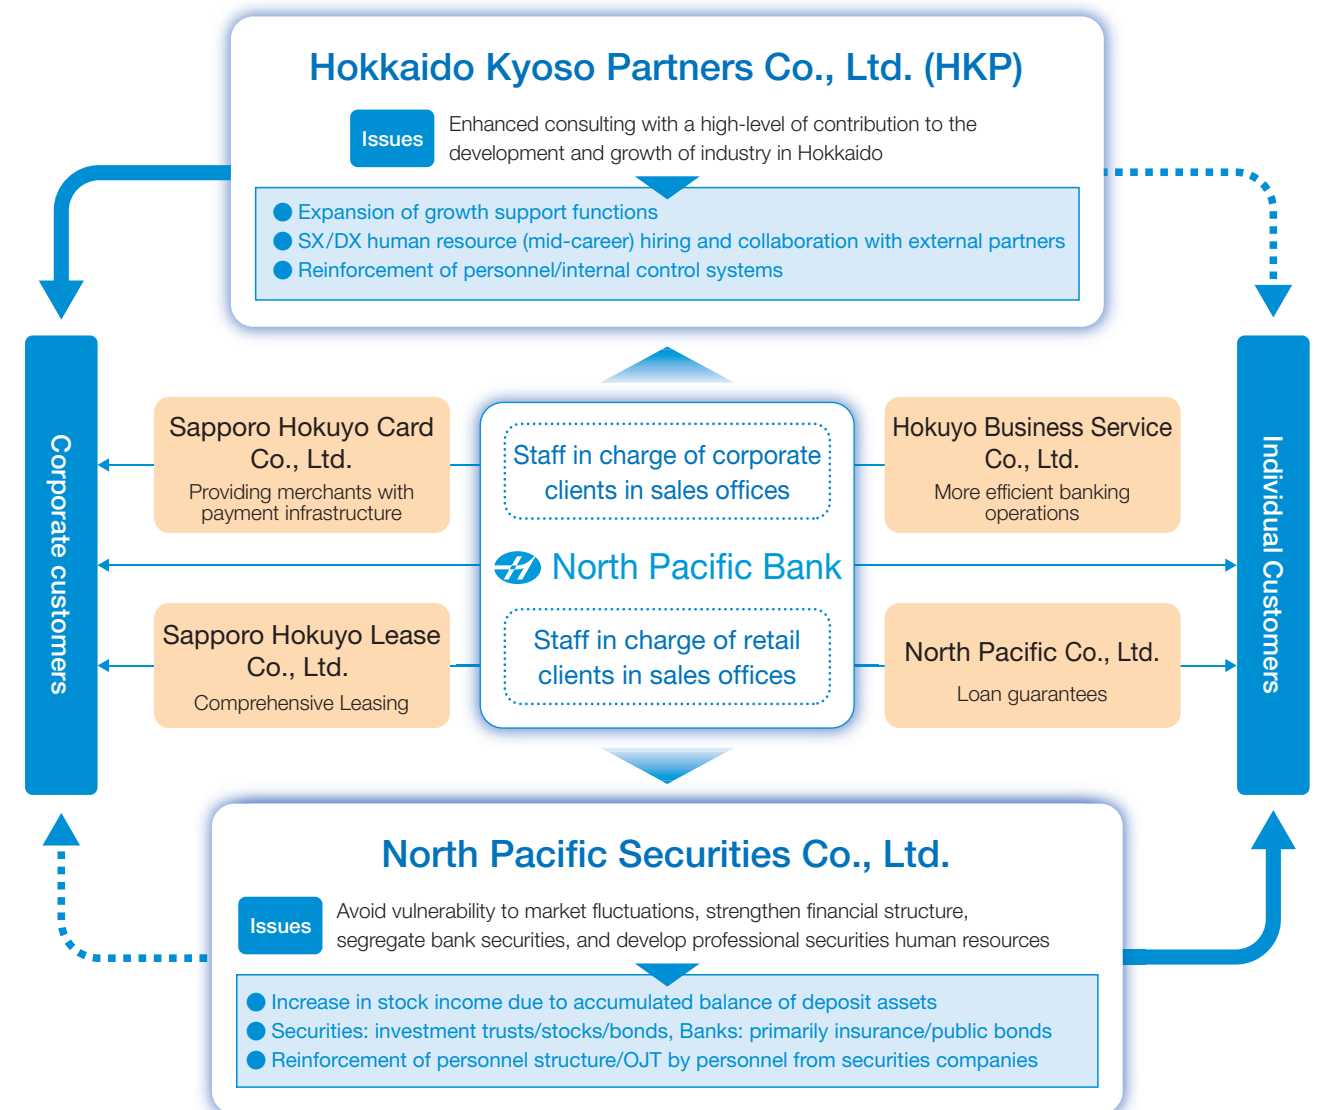 Hokkaido Kyoso Partners Co., Ltd. (HKP)
Issues
Enhanced consulting with a high-level of contribution to the
development and growth of industry in Hokkaido
● Expansion of growth support functions
● SX/DX human resource (mid-career) hiring and collaboration with external partners
● Reinforcement of personnel/internal control systems
Corporate customers
Sapporo Hokuyo Card
Co., Ltd.
Providing merchants with
payment infrastructure
Sapporo Hokuyo Lease
Co., Ltd.
Comprehensive Leasing
Staff in charge of corporate
clients in sales offices
North Pacific Bank
Staff in charge of retail
clients in sales offices
Hokuyo Business Service
Co., Ltd.
More efficient banking
operations
North Pacific Co., Ltd.
Loan guarantees
Individual Customers
North Pacific Securities Co., Ltd.
Issues
Avoid vulnerability to market fluctuations, strengthen financial structure,
segregate bank securities, and develop professional securities human resources
● Increase in stock income due to accumulated balance of deposit assets
● Securities: investment trusts/stocks/bonds, Banks: primarily insurance/public bonds
● Reinforcement of personnel structure/OJT by personnel from securities companies